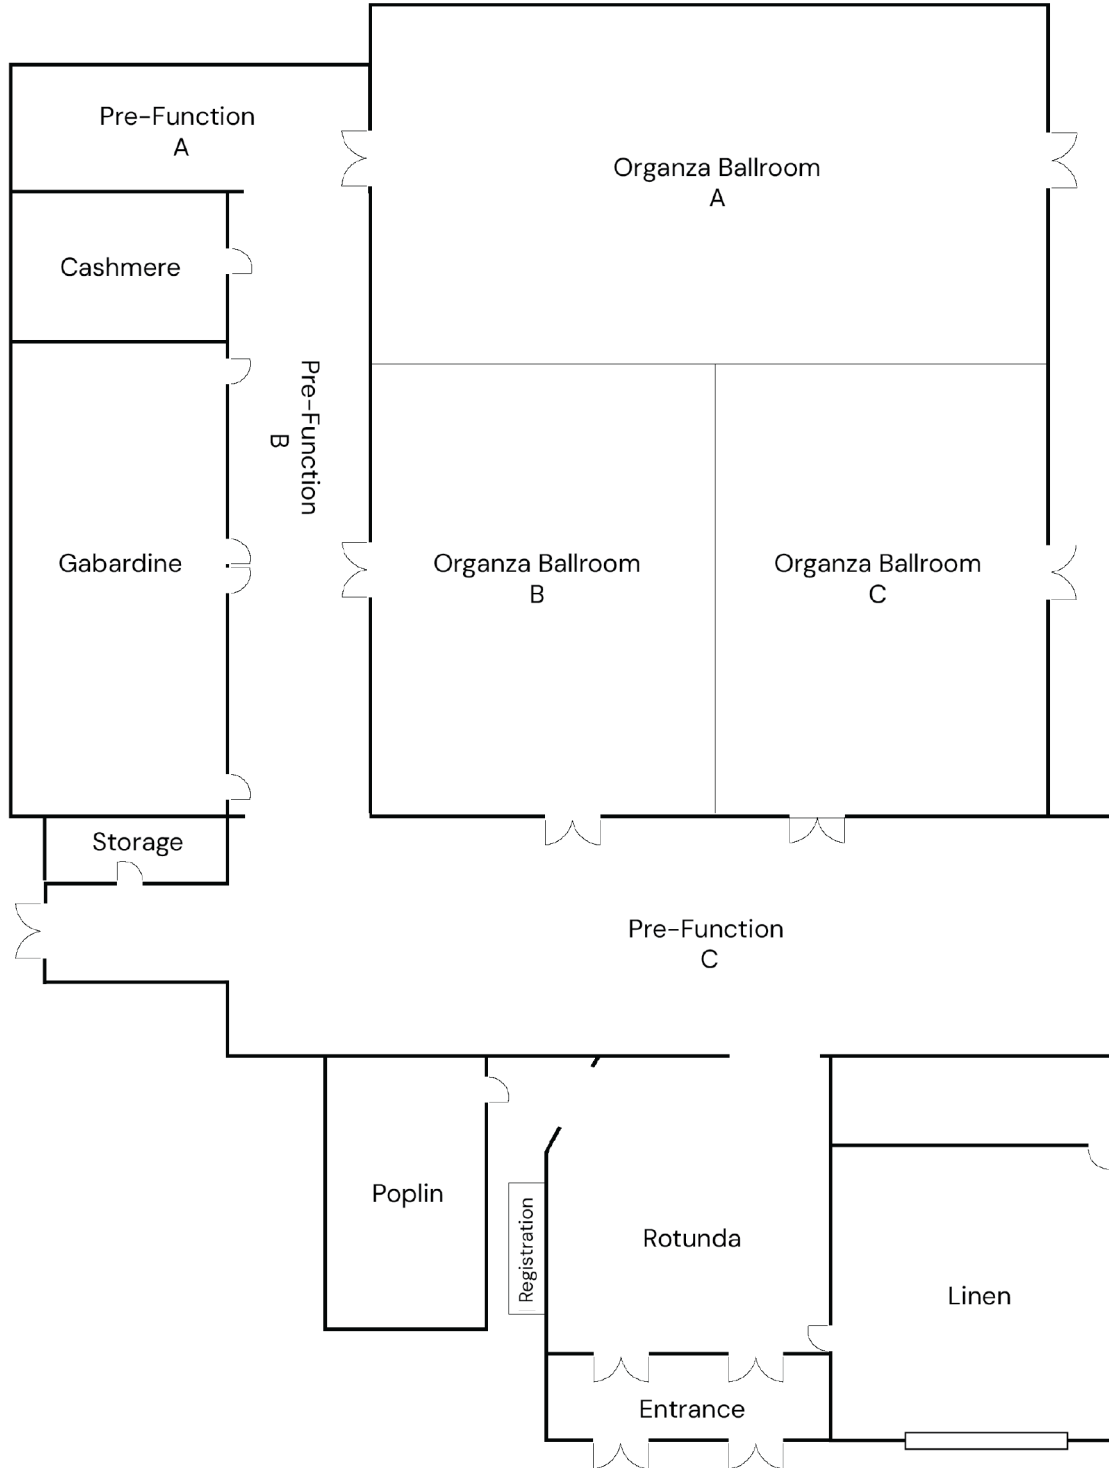 Pre-Function
A
Organza Ballroom
A
Cashmere
Pre-Function
B
Gabardine
Organza Ballroom
B
Organza Ballroom
C
Storage
Pre-Function
C
Poplin
Registration
Rotunda
Linen
Entrance